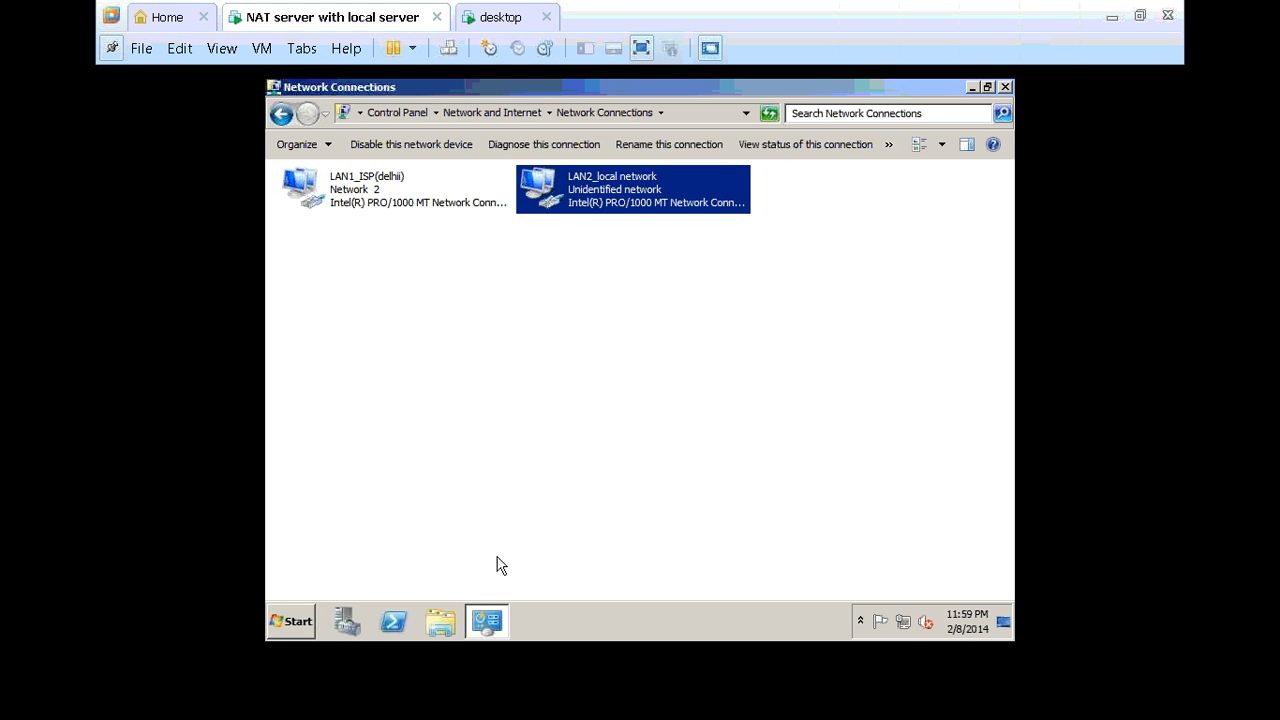 Home
NAT server with local server
desktop
File Edit View VM Tabs Help
Network Connections
Control Panel Network and Internet Network Connections
Search Network Connections
Organize Disable this network device Diagnose this connection Rename this connection View status of this connection »
LAN1_ISP(delhii)
Network 2
Intel(R) PRO/1000 MT Network Conn...
LAN2_local network
Unidentified network
Intel(R) PRO/1000 MT Network Conn...
Start
11:59 PM
2/8/2014